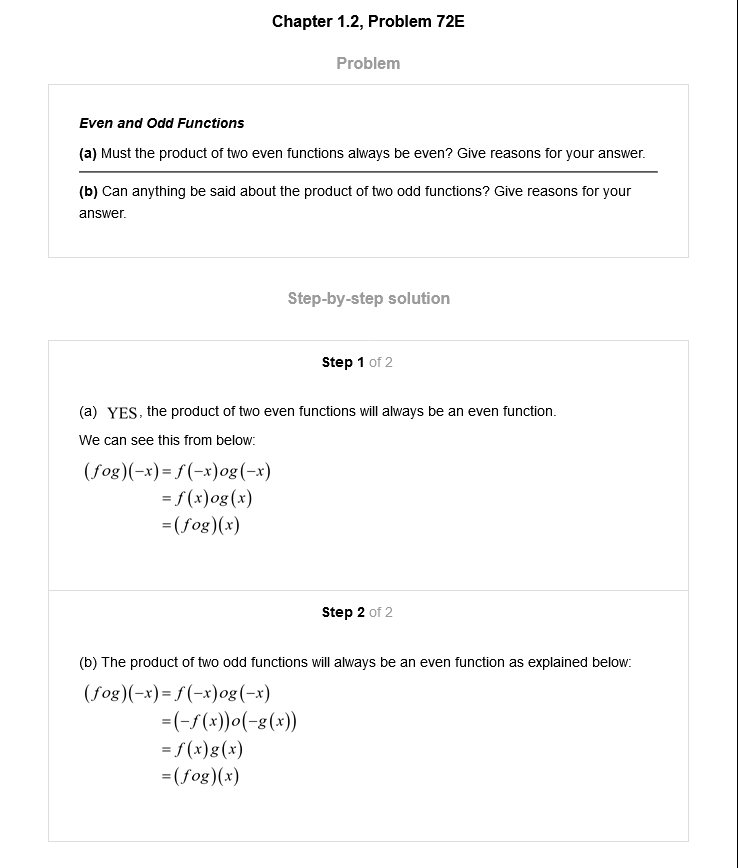 Chapter 1.2, Problem 72E
Problem
Even and Odd Functions
(a) Must the product of two even functions always be even? Give reasons for your answer.
(b) Can anything be said about the product of two odd functions? Give reasons for your
answer.
Step-by-step solution
Step 1 of 2
(a) YES, the product of two even functions will always be an even function.
We can see this from below:
(fog)(−x)= f(−x)og(−x)
= f(x)og(x)
=(fog)(x)
Step 2 of 2
(b) The product of two odd functions will always be an even function as explained below:
(fog)(−x)= f(−x)og(−x)
=(−f(x))o(−g(x))
= f(x)g(x)
=(fog)(x)